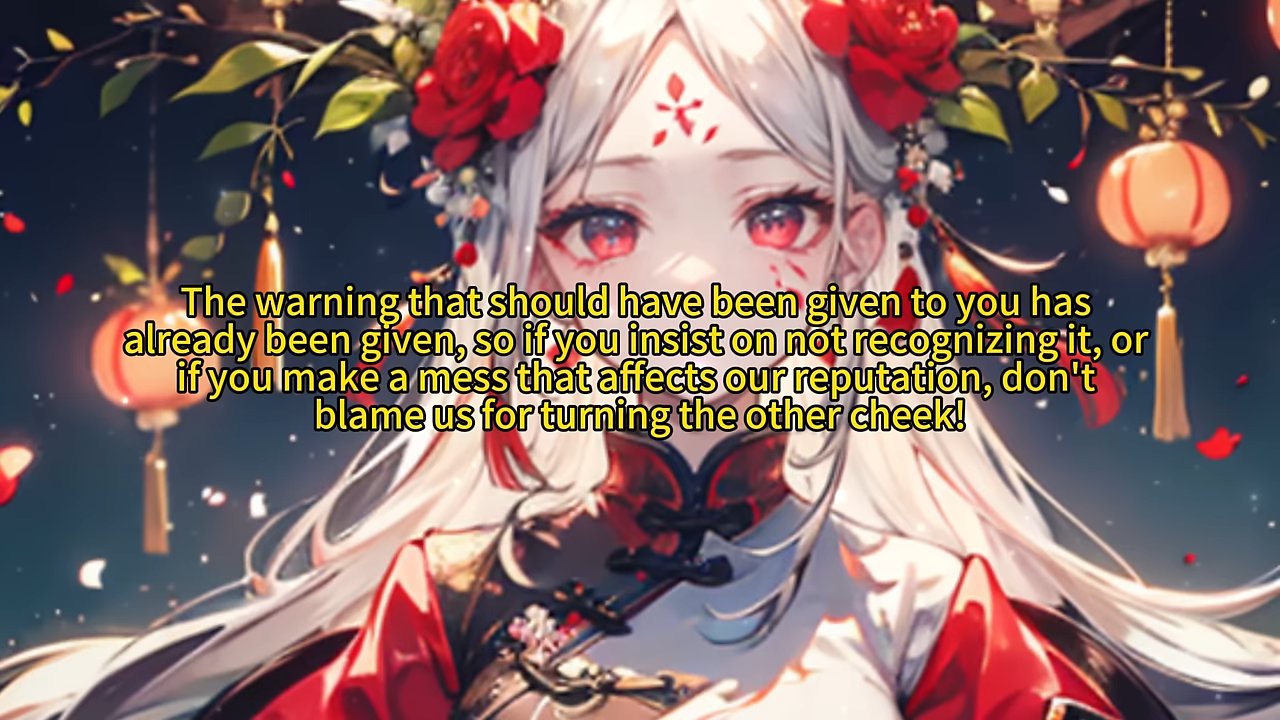 The warning that should have been given to you has
already been given, so if you insist on not recognizing it, or
if you make a mess that affects our reputation, don't
blame us for turning the other cheek!